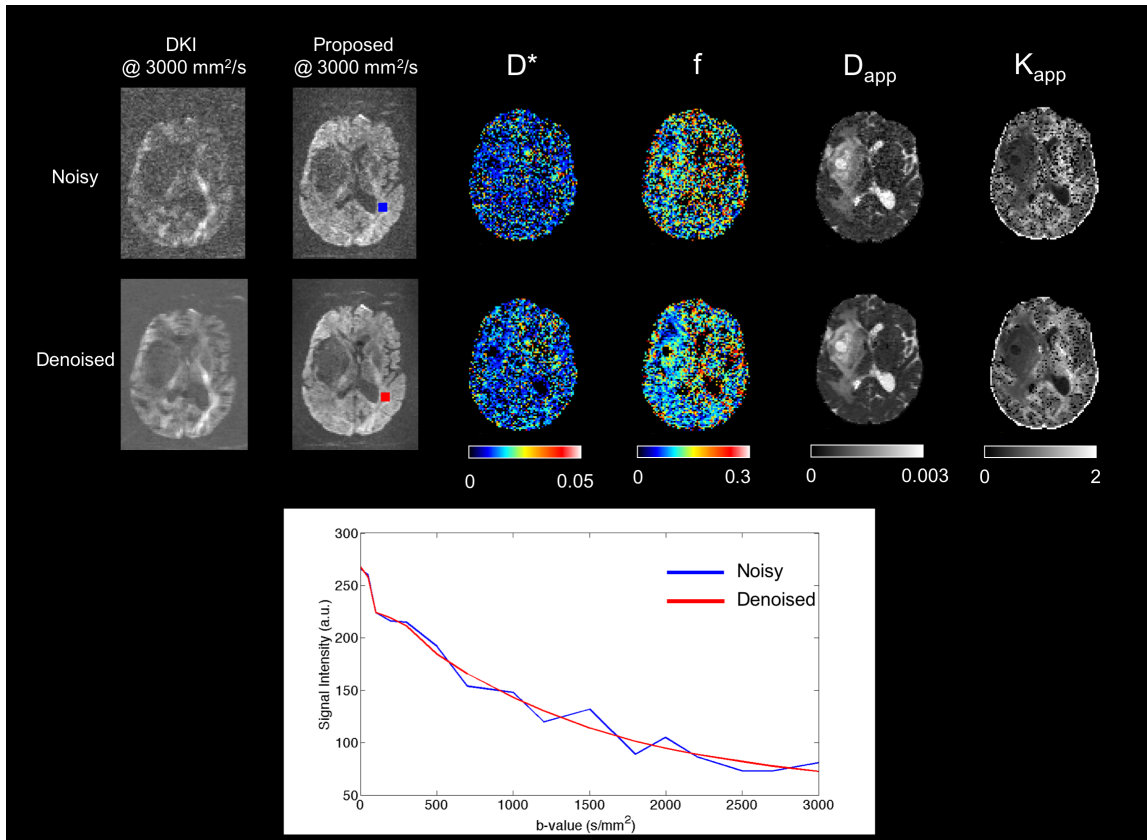 DKI
@ 3000 mm²/s
Proposed
@ 3000 mm²/s
D*
f
D_app
K_app
Noisy
Denoised
0 0.05
0 0.3
0 0.003
0 2
300
250
200
150
100
50
Signal Intensity (a.u.)
Noisy
Denoised
0 500 1000 1500 2000 2500 3000
b-value (s/mm²)